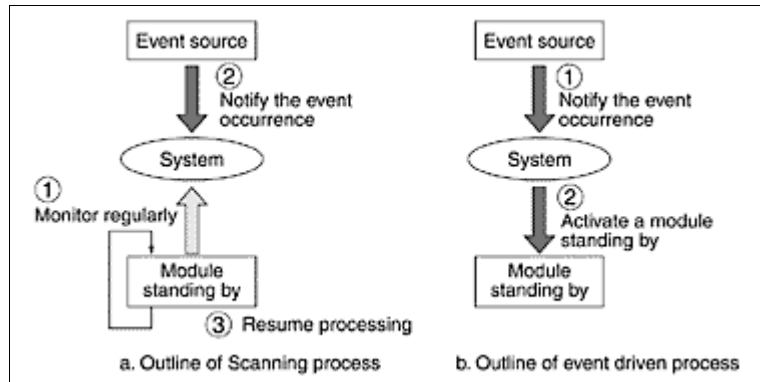 Event source
②
Notify the event
occurrence
System
①
Monitor regularly
Module
standing by
③ Resume processing
a. Outline of Scanning process
Event source
①
Notify the event
occurrence
System
②
Activate a module
standing by
Module
standing by
b. Outline of event driven process